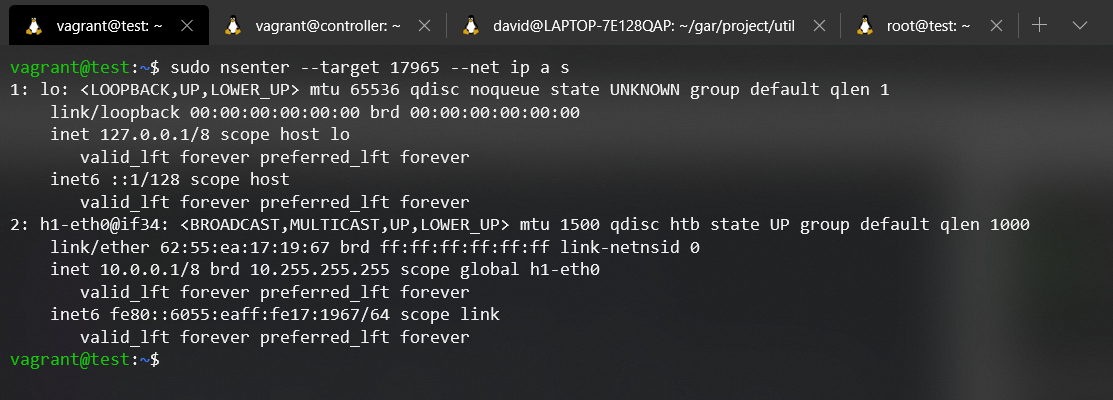 vagrant@test: ~
vagrant@controller: ~
david@LAPTOP-7E128QAP: ~/gar/project/util
root@test: ~
vagrant@test:~$ sudo nsenter --target 17965 --net ip a s
1: lo: <LOOPBACK,UP,LOWER_UP> mtu 65536 qdisc noqueue state UNKNOWN group default qlen 1
    link/loopback 00:00:00:00:00:00 brd 00:00:00:00:00:00
    inet 127.0.0.1/8 scope host lo
       valid_lft forever preferred_lft forever
    inet6 ::1/128 scope host
       valid_lft forever preferred_lft forever
2: h1-eth0@if34: <BROADCAST,MULTICAST,UP,LOWER_UP> mtu 1500 qdisc htb state UP group default qlen 1000
    link/ether 62:55:ea:17:19:67 brd ff:ff:ff:ff:ff:ff link-netnsid 0
    inet 10.0.0.1/8 brd 10.255.255.255 scope global h1-eth0
       valid_lft forever preferred_lft forever
    inet6 fe80::6055:eaff:fe17:1967/64 scope link
       valid_lft forever preferred_lft forever
vagrant@test:~$